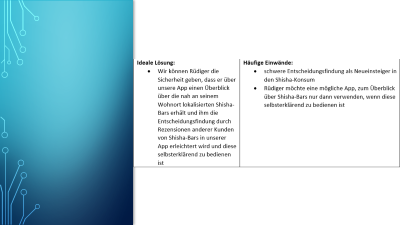 Ideale Lösung:
Wir können Rüdiger die
Sicherheit geben, dass er über
unsere App einen Überblick
über die nah an seinem
Wohnort lokalisierten Shisha-
Bars erhält und ihm die
Entscheidungsfindung durch
Rezensionen anderer Kunden
von Shisha-Bars in unserer
App erleichtert wird und diese
selbsterklärend zu bedienen
ist
Häufige Einwände:
schwere Entscheidungsfindung als Neueinsteiger in
den Shisha-Konsum
Rüdiger möchte eine mögliche App, zum Überblick
über Shisha-Bars nur dann verwenden, wenn diese
selbsterklärend zu bedienen ist